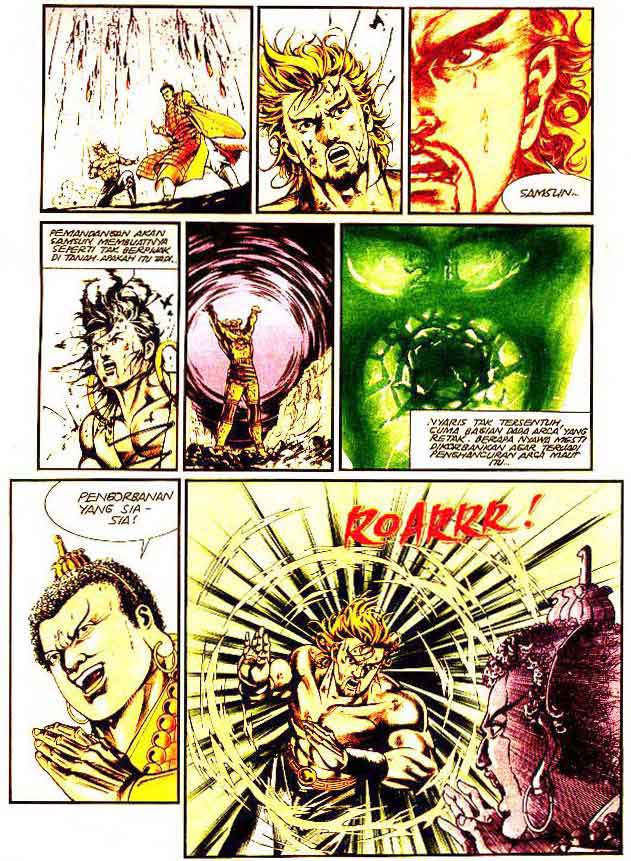 SAMSUN..
PEMANDANGAN AKAN
SAMSUN MEMBUATNYA
SEPERTI TAK BERPIJAK
DI TANAH. APAKAH ITU TADI..
..NYARIS TAK TERSENTUH,
CUMA BAGIAN DADA ARCA YANG
RETAK. BERAPA NYAWA MESTI
DIKORBANKAN AGAR TERJADI
PENGHANCURAN ARCA MAUT
ITU...
PENGORBANAN
YANG SIA -
SIA!
ROARRR!